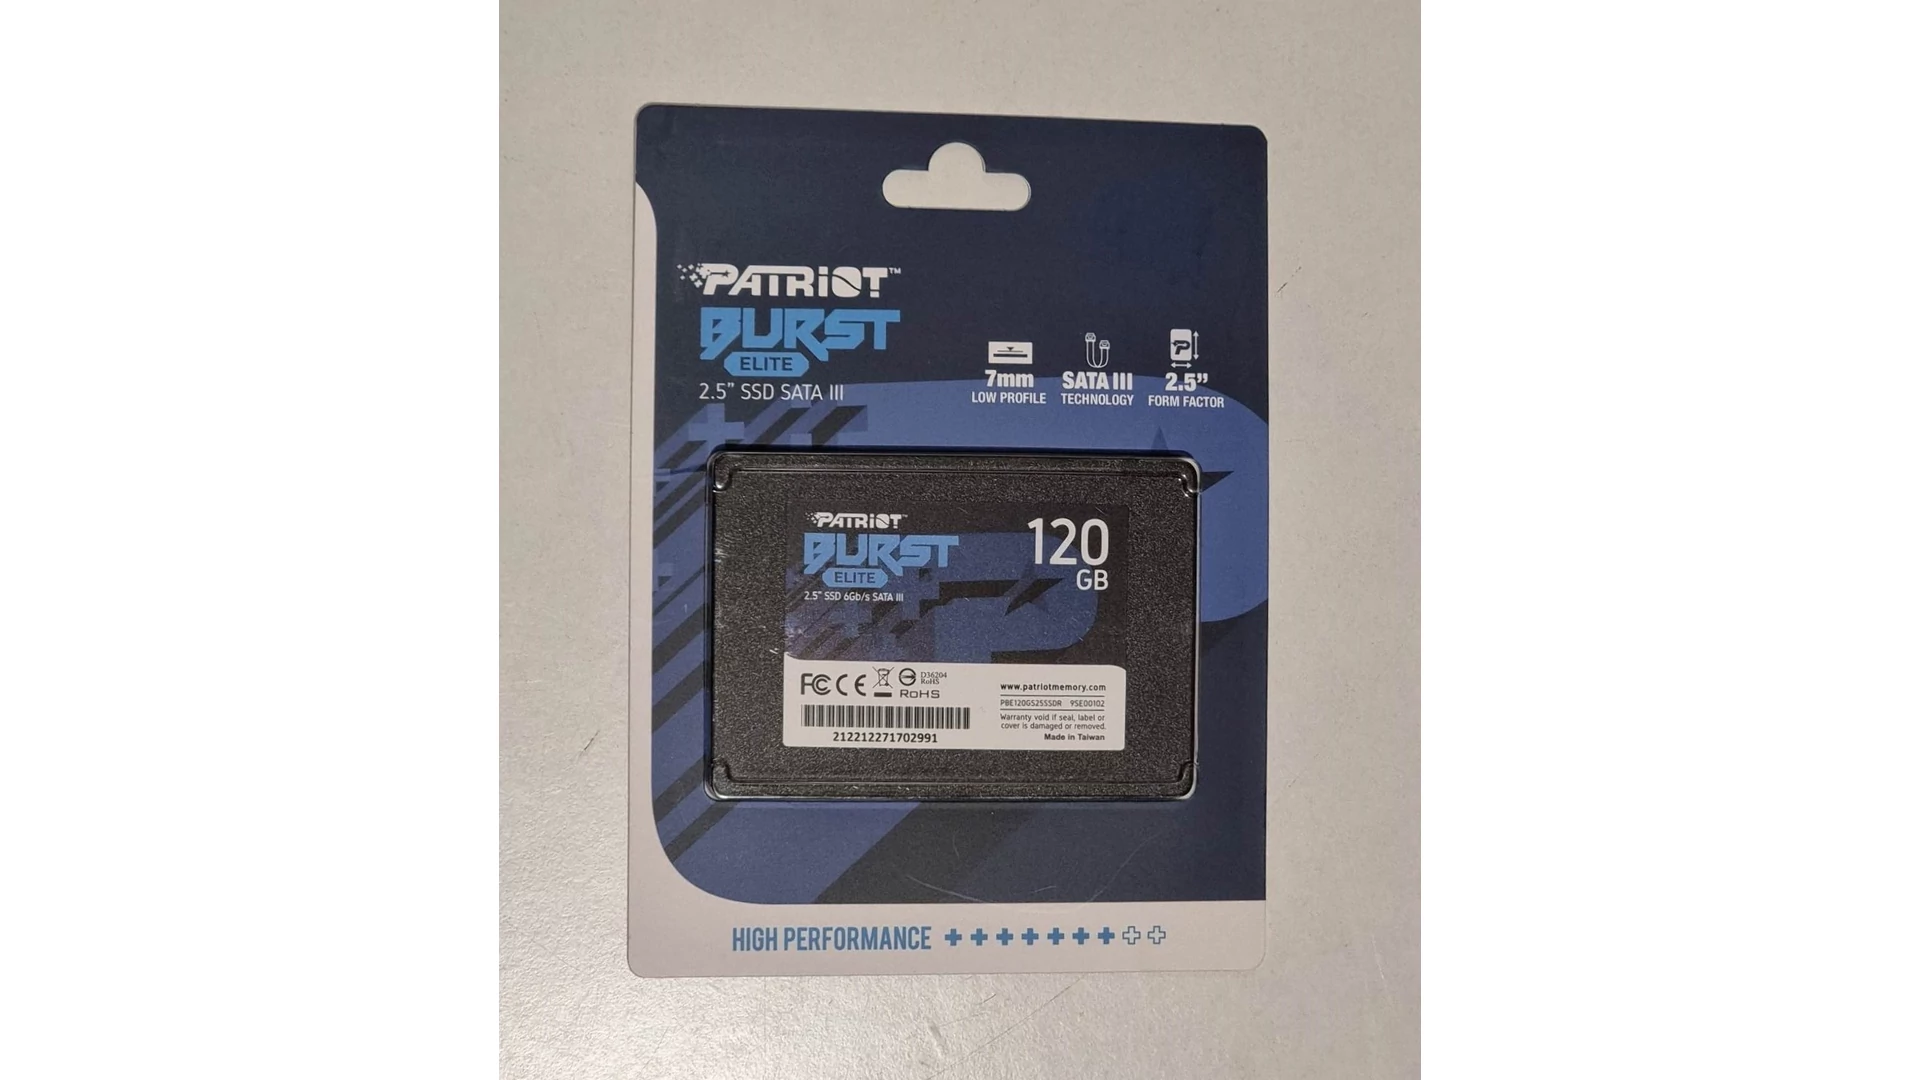 PATRIOT™
BURST
ELITE
2.5” SSD SATA III
7mm
LOW PROFILE
SATA III
TECHNOLOGY
2.5”
FORM FACTOR
PATRIOT™
BURST
ELITE
2.5" SSD 6Gb/s SATA III
120
GB
FC CE
D36204
RoHS
RoHS
212212271702991
www.patriotmemory.com
PBE120GS25SSDR 9SE00102
Warranty void if seal, label or
cover is damaged or removed.
Made in Taiwan
HIGH PERFORMANCE